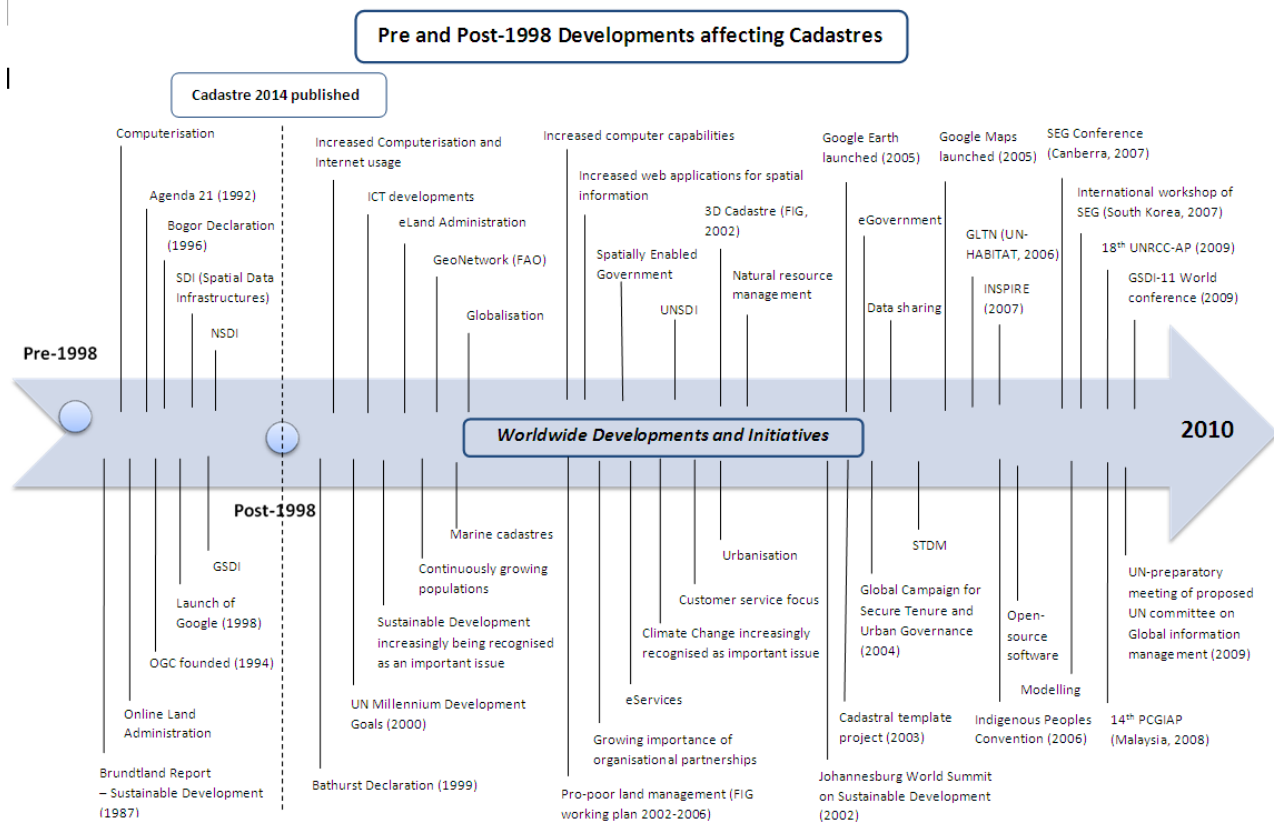 Pre and Post-1998 Developments affecting Cadastres
Cadastre 2014 published
Computerisation
Agenda 21 (1992)
Bogor Declaration
(1996)
SDI (Spatial Data
Infrastructures)
NSDI
Increased Computerisation and
Internet usage
ICT developments
eLand Administration
GeoNetwork (FAO)
Globalisation
Increased computer capabilities
Increased web applications for spatial
information
Spatially Enabled
Government
UNSDI
3D Cadastre (FIG,
2002)
Natural resource
management
Google Earth
launched (2005)
eGovernment
Data sharing
Google Maps
launched (2005)
GLTN (UN-
HABITAT, 2006)
INSPIRE
(2007)
SEG Conference
(Canberra, 2007)
International workshop of
SEG (South Korea, 2007)
18th UNRCC-AP (2009)
GSDI-11 World
conference (2009)
Pre-1998
Worldwide Developments and Initiatives
2010
Post-1998
GSDI
Launch of
Google (1998)
OGC founded (1994)
Online Land
Administration
Brundtland Report
– Sustainable Development
(1987)
Marine cadastres
Continuously growing
populations
Sustainable Development
increasingly being recognised
as an important issue
UN Millennium Development
Goals (2000)
Bathurst Declaration (1999)
Urbanisation
Customer service focus
Climate Change increasingly
recognised as important issue
eServices
Growing importance of
organisational partnerships
Pro-poor land management (FIG
working plan 2002-2006)
STDM
Global Campaign for
Secure Tenure and
Urban Governance
(2004)
Cadastral template
project (2003)
Johannesburg World Summit
on Sustainable Development
(2002)
Open-
source
software
Modelling
Indigenous Peoples
Convention (2006)
UN-preparatory
meeting of proposed
UN committee on
Global information
management (2009)
14th PCGIAP
(Malaysia, 2008)